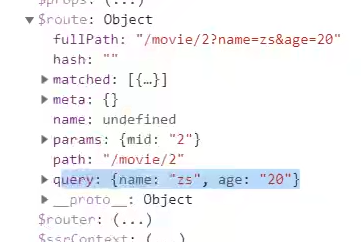 $props: (...)
▼$route: Object
fullPath: "/movie/2?name=zs&age=20"
hash: ""
▶matched: [{…}]
▶meta: {}
name: undefined
▶params: {mid: "2"}
path: "/movie/2"
▶query: {name: "zs", age: "20"}
▶__proto__: Object
$router: (...)
$ssrContext: (...)